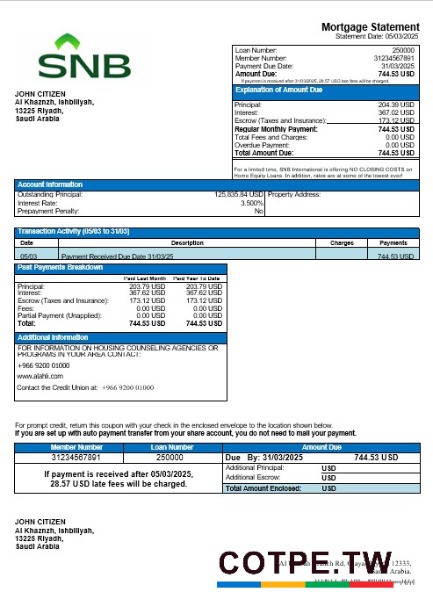 Mortgage Statement
Statement Date: 05/03/2025
SNB
Loan Number: 250000
Member Number: 31234567891
Payment Due Date: 31/03/2025
Amount Due: 744.53 USD
If payment is received after 31/03/2025, 28.57 USD late fees will be charged.
JOHN CITIZEN
Al Khaznzh, Ishbiliyah,
13225 Riyadh,
Saudi Arabia
Explanation of Amount Due
Principal: 204.39 USD
Interest: 367.02 USD
Escrow (Taxes and Insurance): 173.12 USD
Regular Monthly Payment: 744.53 USD
Total Fees and Charges: 0.00 USD
Overdue Payment: 0.00 USD
Total Amount Due: 744.53 USD
For a limited time, SNB International is offering NO CLOSING COSTS on
Home Equity Loans. In addition, rates are at some of the lowest ever!
Account Information
Outstanding Principal: 125,835.84 USD Property Address:
Interest Rate: 3.500%
Prepayment Penalty: No
Transaction Activity (05/03 to 31/03)
Date Description Charges Payments
05/03 Payment Received Due Date 31/03/25 744.53 USD
Past Payments Breakdown
Paid Last Month Paid Year To Date
Principal: 203.79 USD 203.79 USD
Interest: 367.62 USD 367.62 USD
Escrow (Taxes and Insurance): 173.12 USD 173.12 USD
Fees: 0.00 USD 0.00 USD
Partial Payment (Unapplied): 0.00 USD 0.00 USD
Total: 744.53 USD 744.53 USD
Additional Information
FOR INFORMATION ON HOUSING COUNSELING AGENCIES OR
PROGRAMS IN YOUR AREA CONTACT:
+966 9200 01000
www.alahli.com
Contact the Credit Union at: +966 9200 01000
For prompt credit, return this coupon with your check in the enclosed envelope to the location shown below.
If you are set up with auto payment transfer from your share account, you do not need to mail your payment.
Member Number Loan Number Amount Due
31234567891 250000 Due By: 31/03/2025 744.53 USD
If payment is received after 05/03/2025,
28.57 USD late fees will be charged.
Additional Principal: USD
Additional Escrow: USD
Total Amount Enclosed: USD
JOHN CITIZEN
Al Khaznzh, Ishbiliyah,
13225 Riyadh,
Saudi Arabia
Rd, 12333,
Arabia.
COTPE.TW